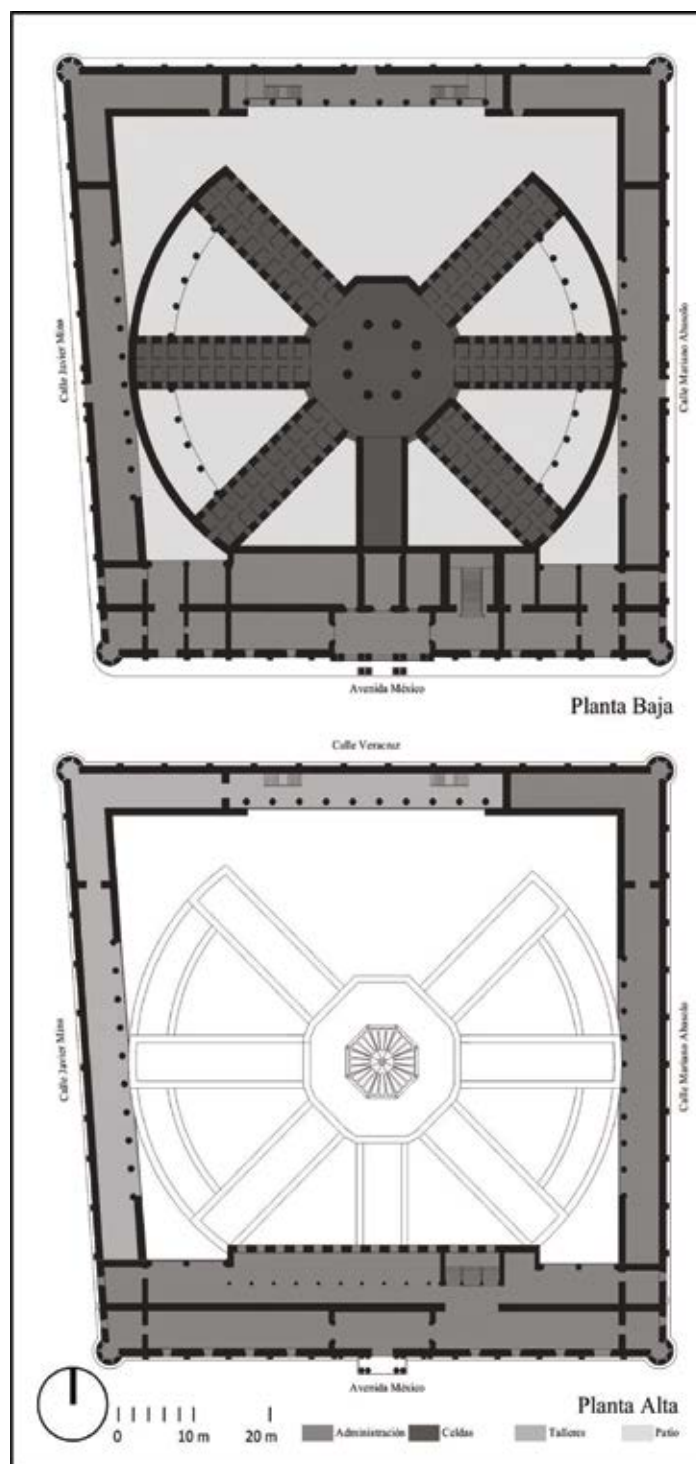 Calle Javier Mina
Calle Mariano Abasolo
Avenida México
Planta Baja
Calle Veracruz
Calle Javier Mina
Calle Mariano Abasolo
Avenida México
Planta Alta
0 10 m 20 m
Administración Celdas Talleres Patio